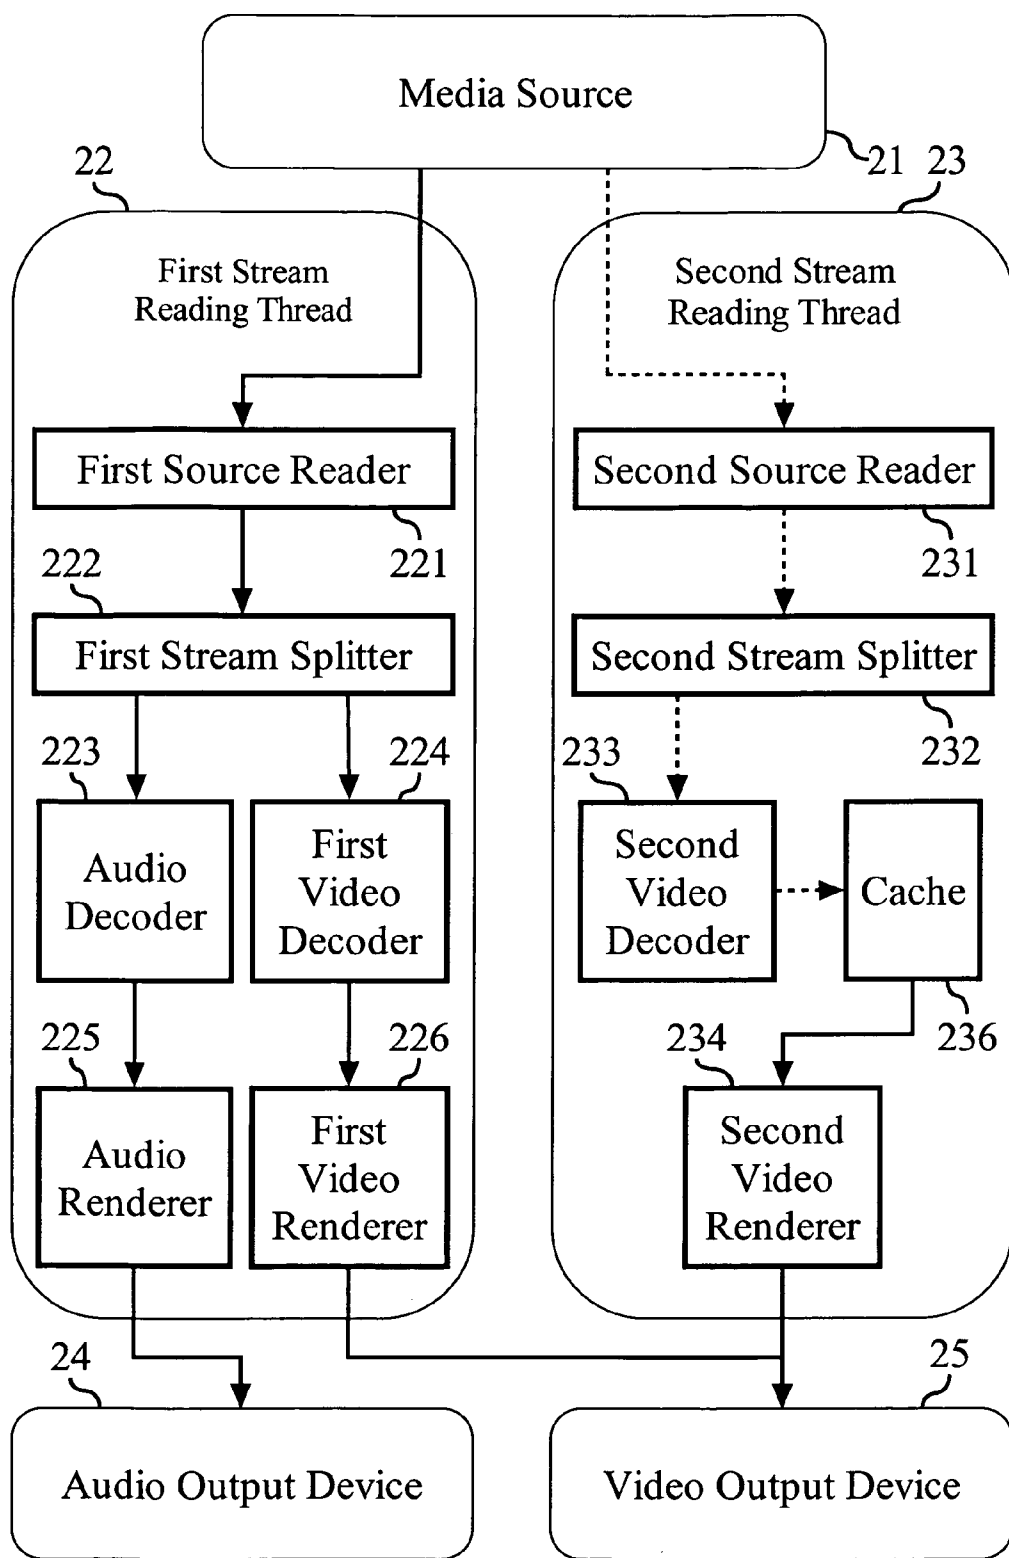 Media Source
21
22
23
First Stream
Reading Thread
Second Stream
Reading Thread
First Source Reader
Second Source Reader
221
231
222
First Stream Splitter
Second Stream Splitter
232
223
224
233
Audio
Decoder
First
Video
Decoder
Second
Video
Decoder
Cache
236
225
226
234
Audio
Renderer
First
Video
Renderer
Second
Video
Renderer
24
25
Audio Output Device
Video Output Device